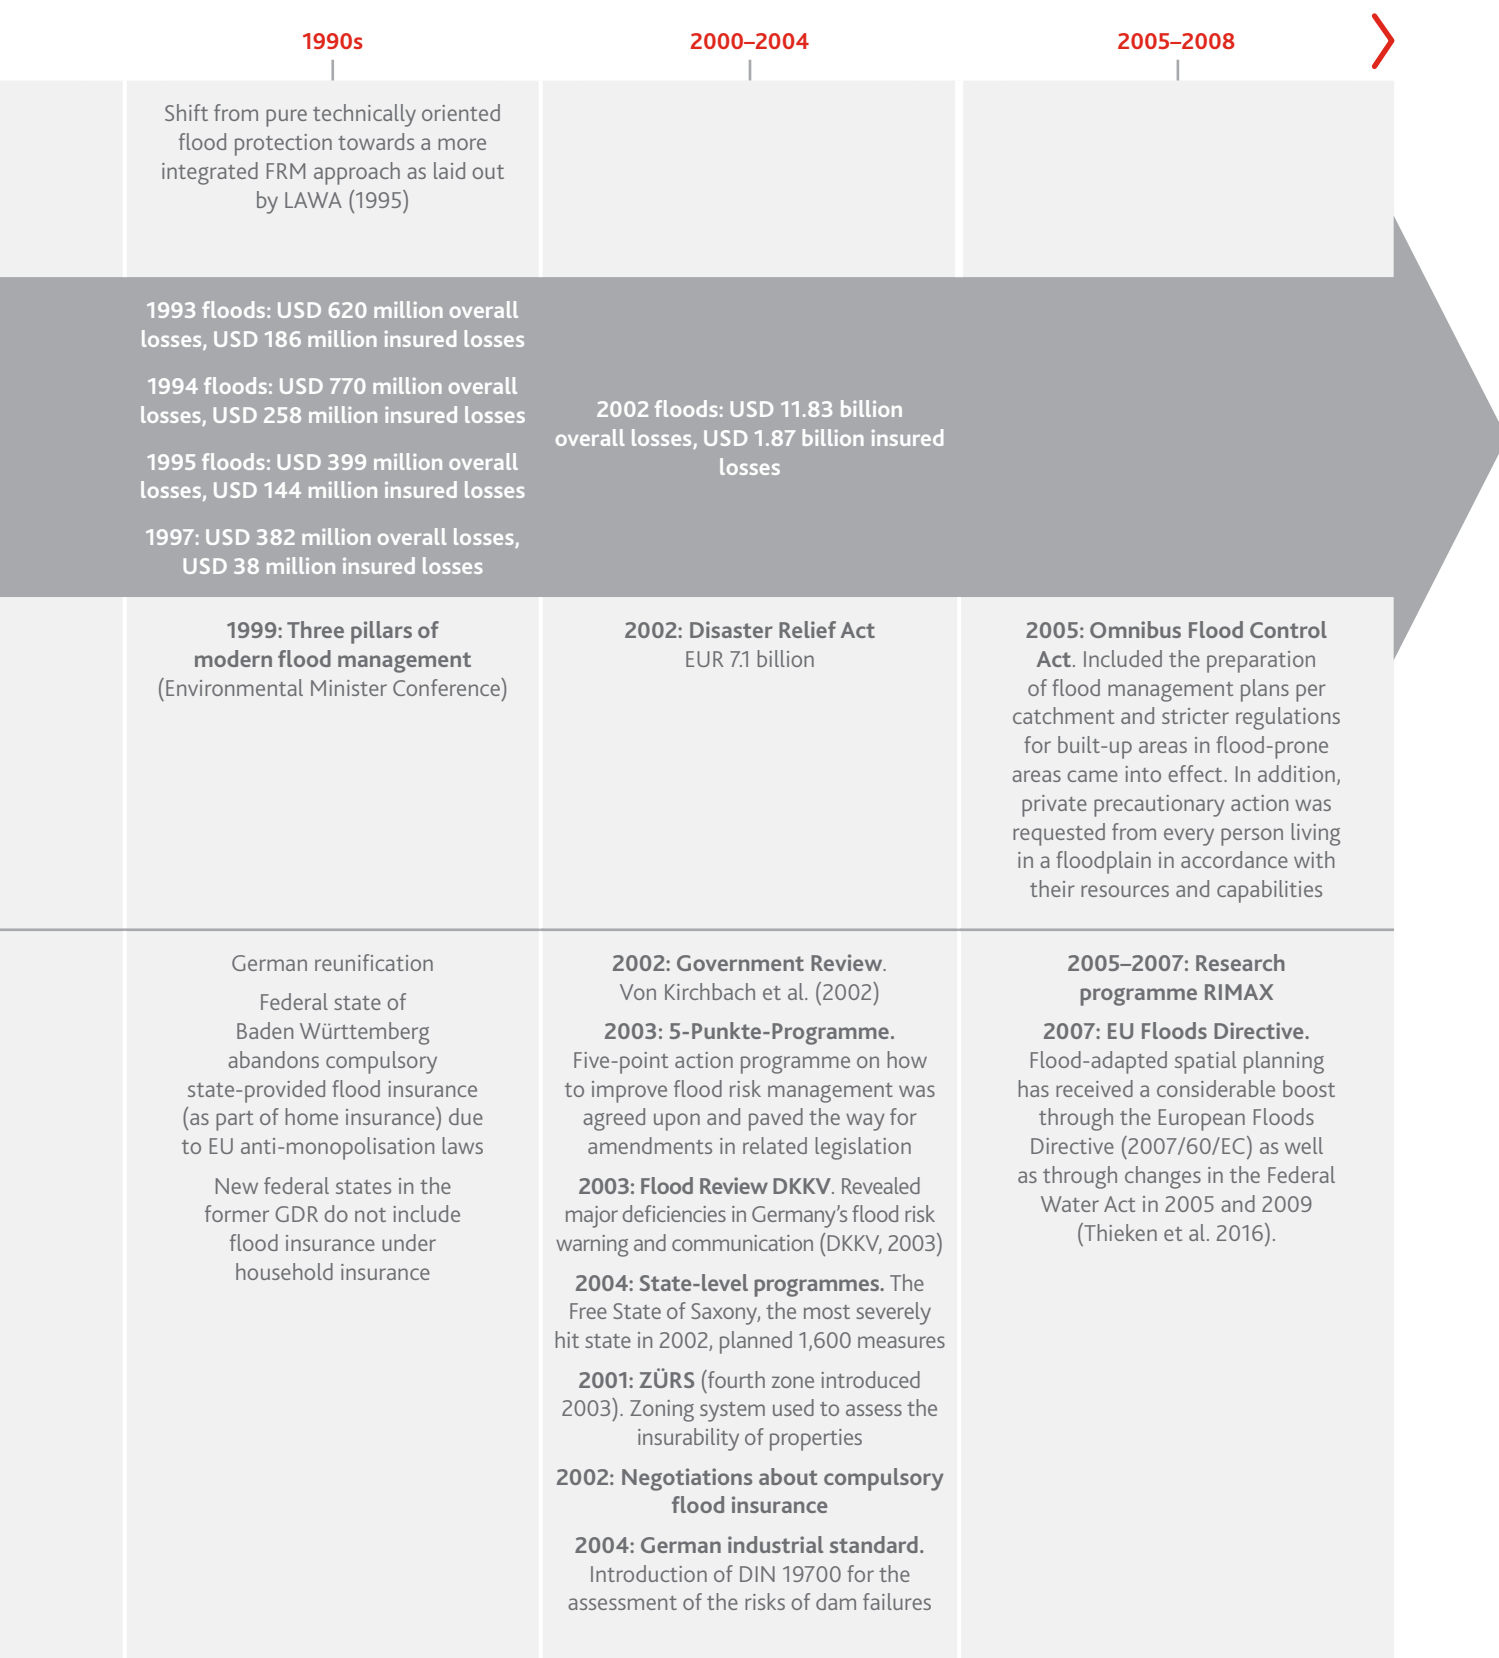 1990s
2000–2004
2005–2008
Shift from pure technically oriented
flood protection towards a more
integrated FRM approach as laid out
by LAWA (1995)
1993 floods: USD 620 million overall
losses, USD 186 million insured losses
1994 floods: USD 770 million overall
losses, USD 258 million insured losses
1995 floods: USD 399 million overall
losses, USD 144 million insured losses
1997: USD 382 million overall losses,
USD 38 million insured losses
2002 floods: USD 11.83 billion
overall losses, USD 1.87 billion insured
losses
1999: Three pillars of
modern flood management
(Environmental Minister Conference)
2002: Disaster Relief Act
EUR 7.1 billion
2005: Omnibus Flood Control
Act. Included the preparation
of flood management plans per
catchment and stricter regulations
for built-up areas in flood-prone
areas came into effect. In addition,
private precautionary action was
requested from every person living
in a floodplain in accordance with
their resources and capabilities
German reunification
Federal state of
Baden Württemberg
abandons compulsory
state-provided flood insurance
(as part of home insurance) due
to EU anti-monopolisation laws
New federal states in the
former GDR do not include
flood insurance under
household insurance
2002: Government Review.
Von Kirchbach et al. (2002)
2003: 5-Punkte-Programme.
Five-point action programme on how
to improve flood risk management was
agreed upon and paved the way for
amendments in related legislation
2003: Flood Review DKKV. Revealed
major deficiencies in Germany's flood risk
warning and communication (DKKV, 2003)
2004: State-level programmes. The
Free State of Saxony, the most severely
hit state in 2002, planned 1,600 measures
2001: ZÜRS (fourth zone introduced
2003). Zoning system used to assess the
insurability of properties
2002: Negotiations about compulsory
flood insurance
2004: German industrial standard.
Introduction of DIN 19700 for the
assessment of the risks of dam failures
2005–2007: Research
programme RIMAX
2007: EU Floods Directive.
Flood-adapted spatial planning
has received a considerable boost
through the European Floods
Directive (2007/60/EC) as well
as through changes in the Federal
Water Act in 2005 and 2009
(Thieken et al. 2016).